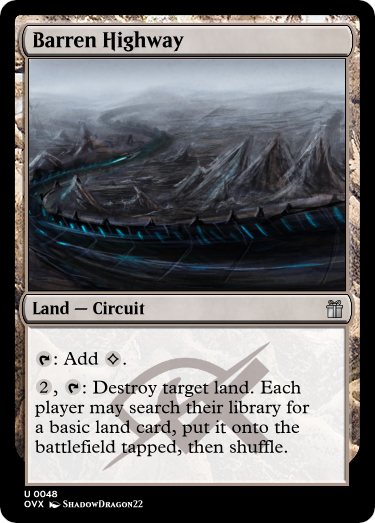 Barren Highway
Land — Circuit
: Add .
2, : Destroy target land. Each
player may search their library for
a basic land card, put it onto the
battlefield tapped, then shuffle.
U 0048
OVX ShadowDragon22